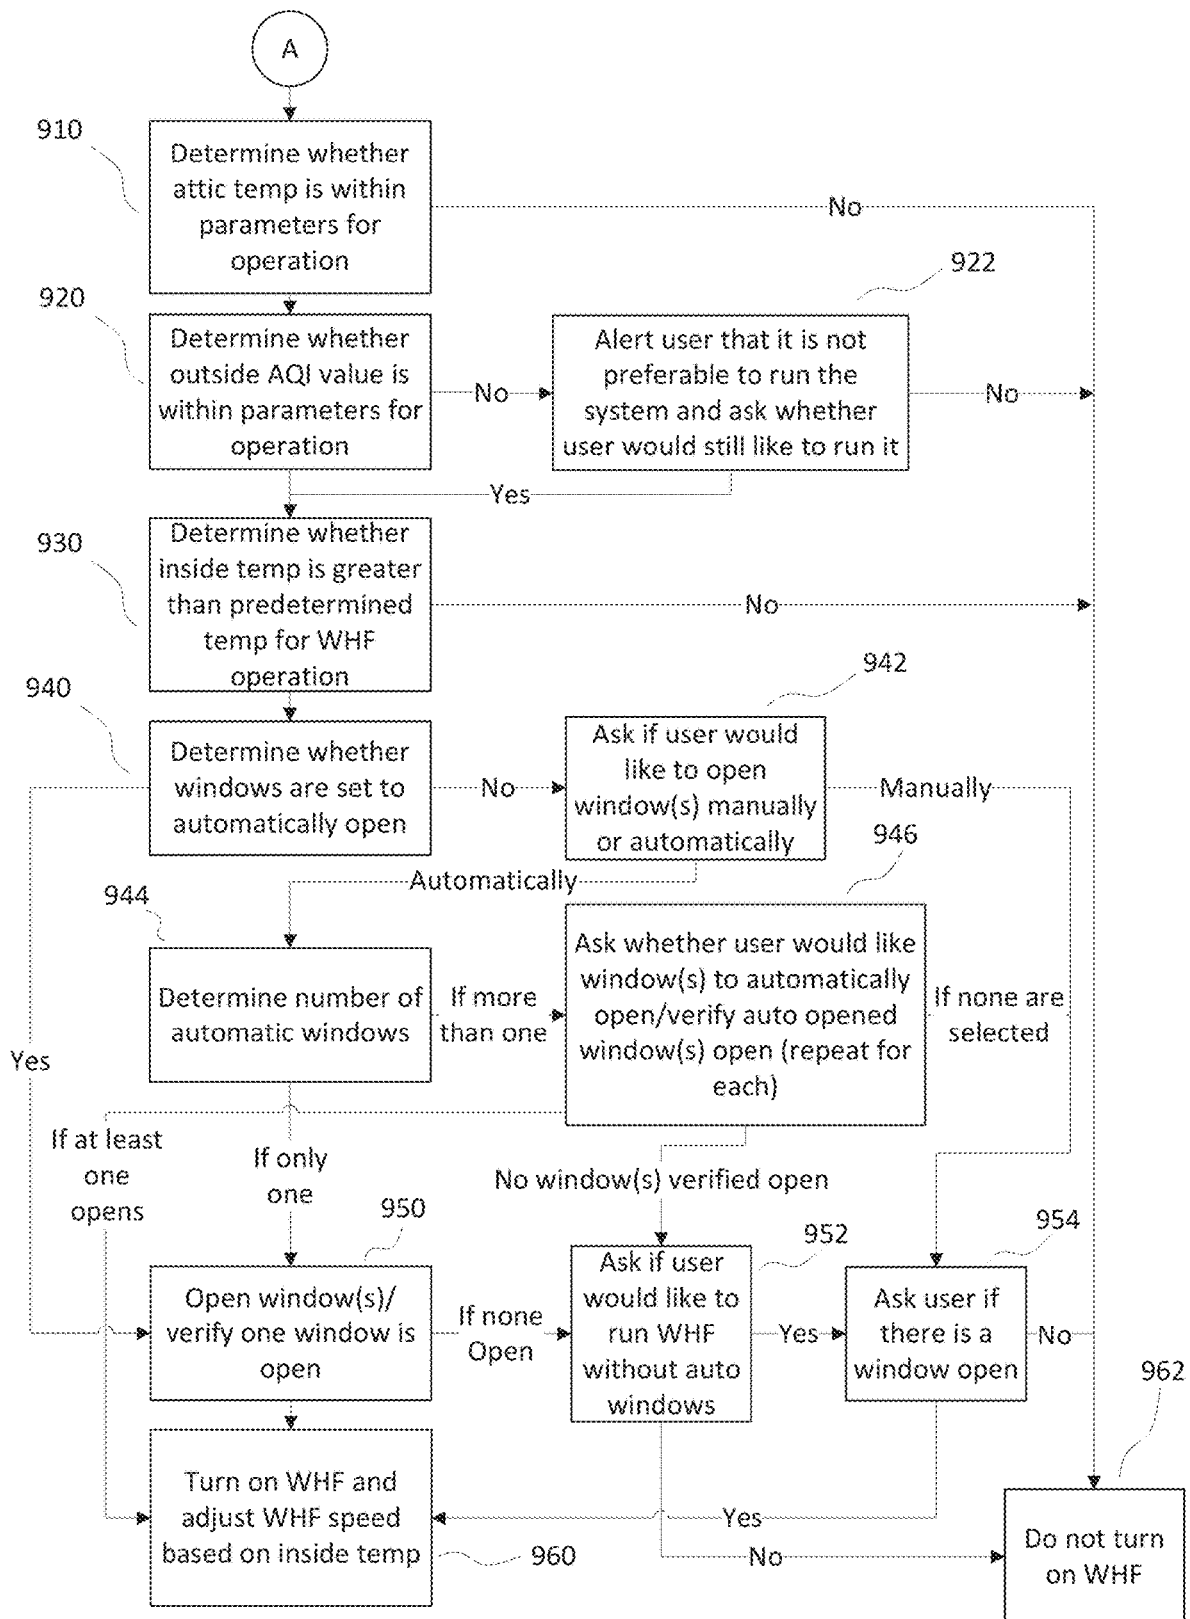 A
910
Determine whether
attic temp is within
parameters for
operation
No
922
920
Determine whether
outside AQI value is
within parameters for
operation
No
Alert user that it is not
preferable to run the
system and ask whether
user would still like to run it
No
Yes
930
Determine whether
inside temp is greater
than predetermined
temp for WHF
operation
No
942
940
Determine whether
windows are set to
automatically open
No
Ask if user would
like to open
window(s) manually
or automatically
Manually
946
Automatically
944
Determine number of
automatic windows
If more
than one
Ask whether user would like
window(s) to automatically
open/verify auto opened
window(s) open (repeat for
each)
If none are
selected
Yes
If at least
one
opens
If only
one
No window(s) verified open
950
952
954
Open window(s)/
verify one window is
open
If none
Open
Ask if user
would like to
run WHF
without auto
windows
Yes
Ask user if
there is a
window open
No
962
Turn on WHF and
adjust WHF speed
based on inside temp
960
Yes
No
Do not turn
on WHF